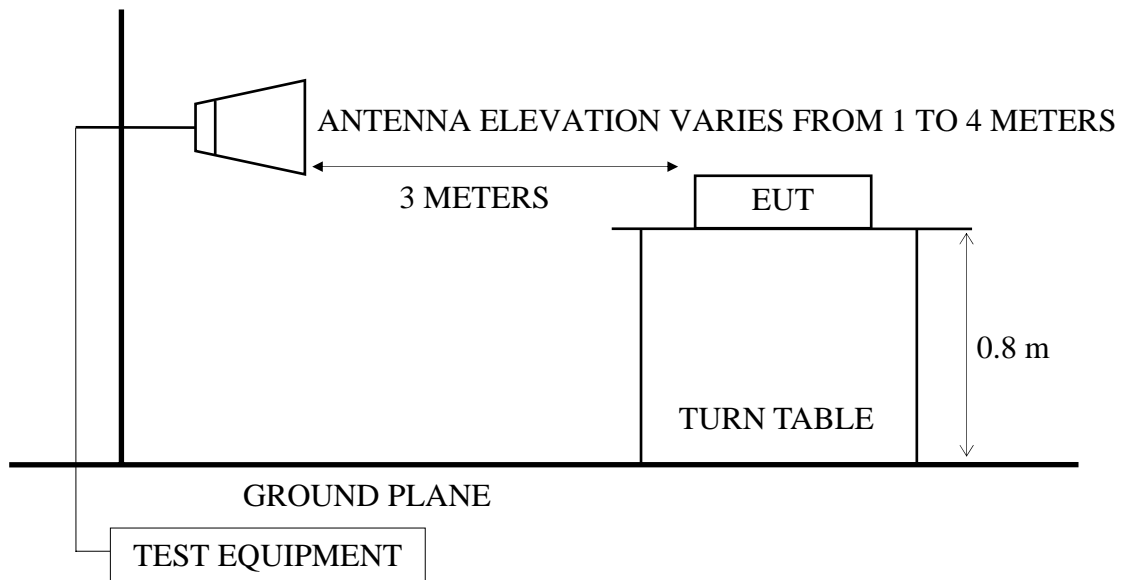 ANTENNA ELEVATION VARIES FROM 1 TO 4 METERS
3 METERS
EUT
0.8 m
TURN TABLE
GROUND PLANE
TEST EQUIPMENT